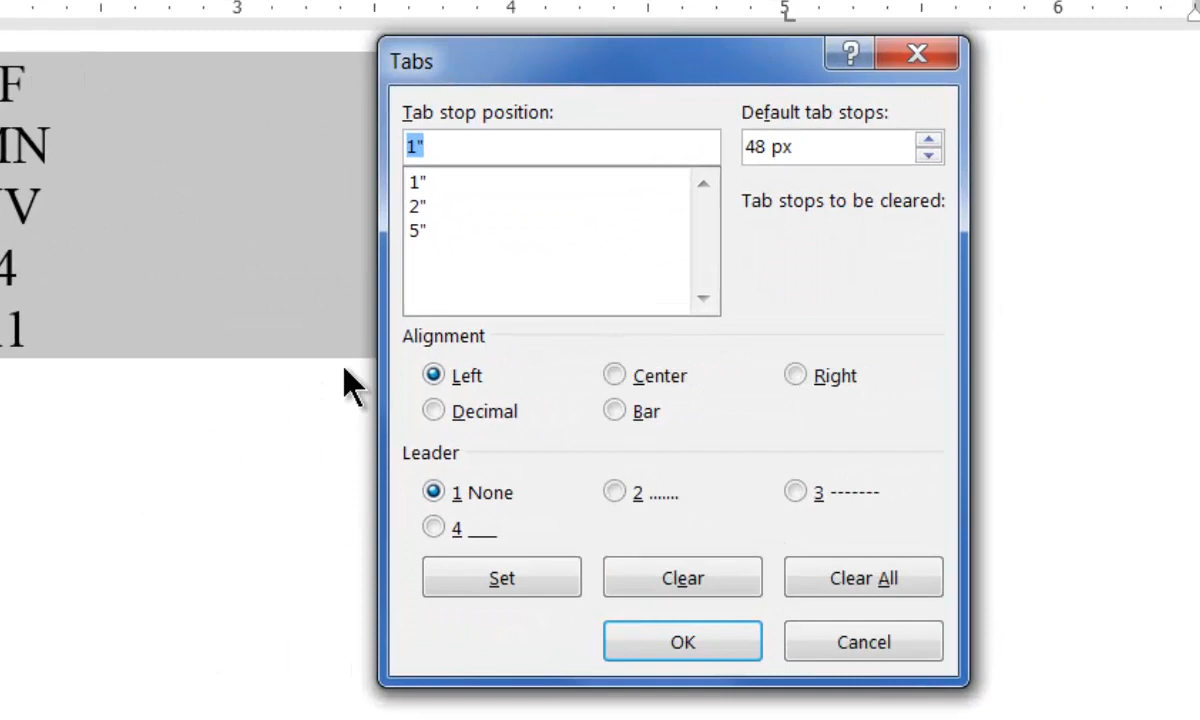 3 4 5 6
F
MN
V
4
11
Tabs
Tab stop position: Default tab stops:
1" 48 px
1" Tab stops to be cleared:
2"
5"
Alignment
Left Center Right
Decimal Bar
Leader
1 None 2 ....... 3 -------
4 ___
Set Clear Clear All
OK Cancel